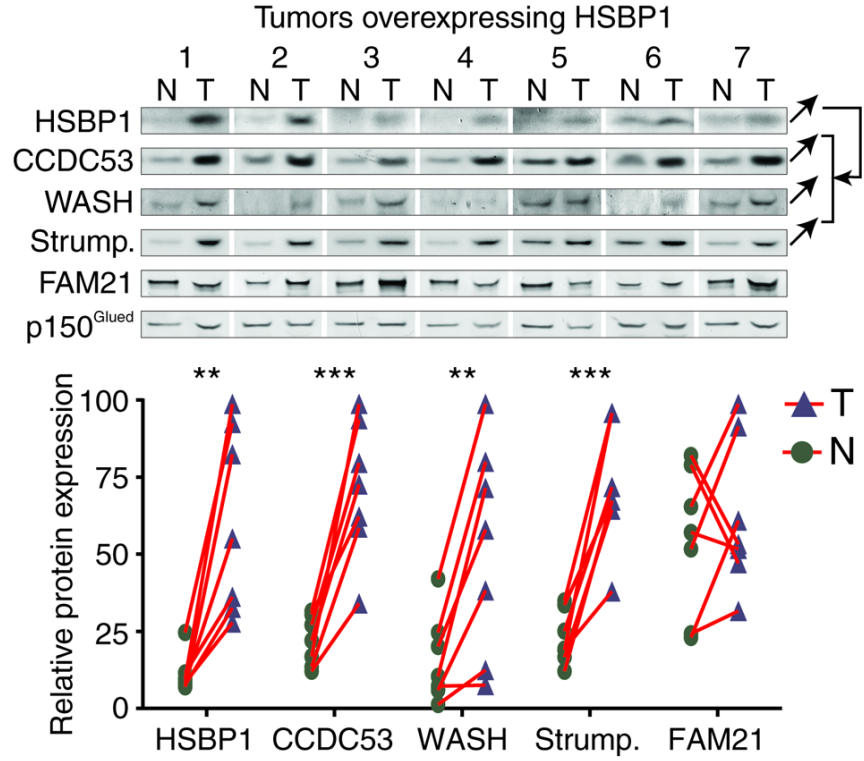 Tumors overexpressing HSBP1
1 2 3 4 5 6 7
N T N T N T N T N T N T N T
HSBP1
CCDC53
WASH
Strump.
FAM21
p150Glued
** *** ** ***
Relative protein expression
100
75
50
25
0
T
N
HSBP1 CCDC53 WASH Strump. FAM21